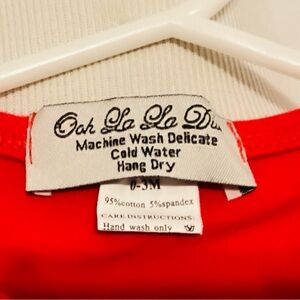 Ooh La La
Machine Wash Delicate
Cold Water
Hang Dry
0-3M
95%cotton 5%spandex
CARE INSTRUCTIONS:
Hand wash only